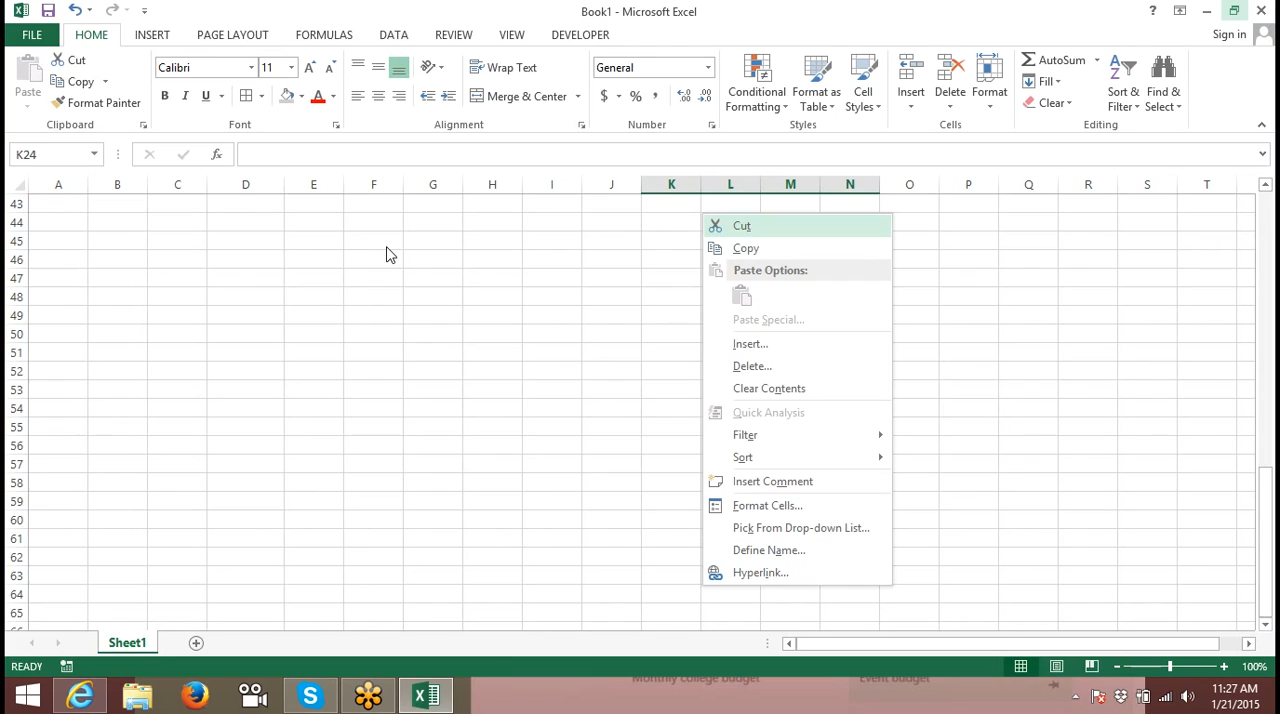 Book1 - Microsoft Excel
?
FILE HOME INSERT PAGE LAYOUT FORMULAS DATA REVIEW VIEW DEVELOPER Sign in
Paste
Cut
Copy
Format Painter
Clipboard
Calibri 11
B I U
Font
Wrap Text
Merge & Center
Alignment
General
$ % ,
Number
Conditional Formatting
Format as Table
Cell Styles
Styles
Insert
Delete
Format
Cells
AutoSum
Fill
Clear
Sort & Filter
Find & Select
Editing
K24
fx
A B C D E F G H I J K L M N O P Q R S T
43
44
45
46
47
48
49
50
51
52
53
54
55
56
57
58
59
60
61
62
63
64
65
66
Cut
Copy
Paste Options:
Paste Special...
Insert...
Delete...
Clear Contents
Quick Analysis
Filter
Sort
Insert Comment
Format Cells...
Pick From Drop-down List...
Define Name...
Hyperlink...
Sheet1
READY
100%
Monthly college budget
Event budget
11:27 AM
1/21/2015